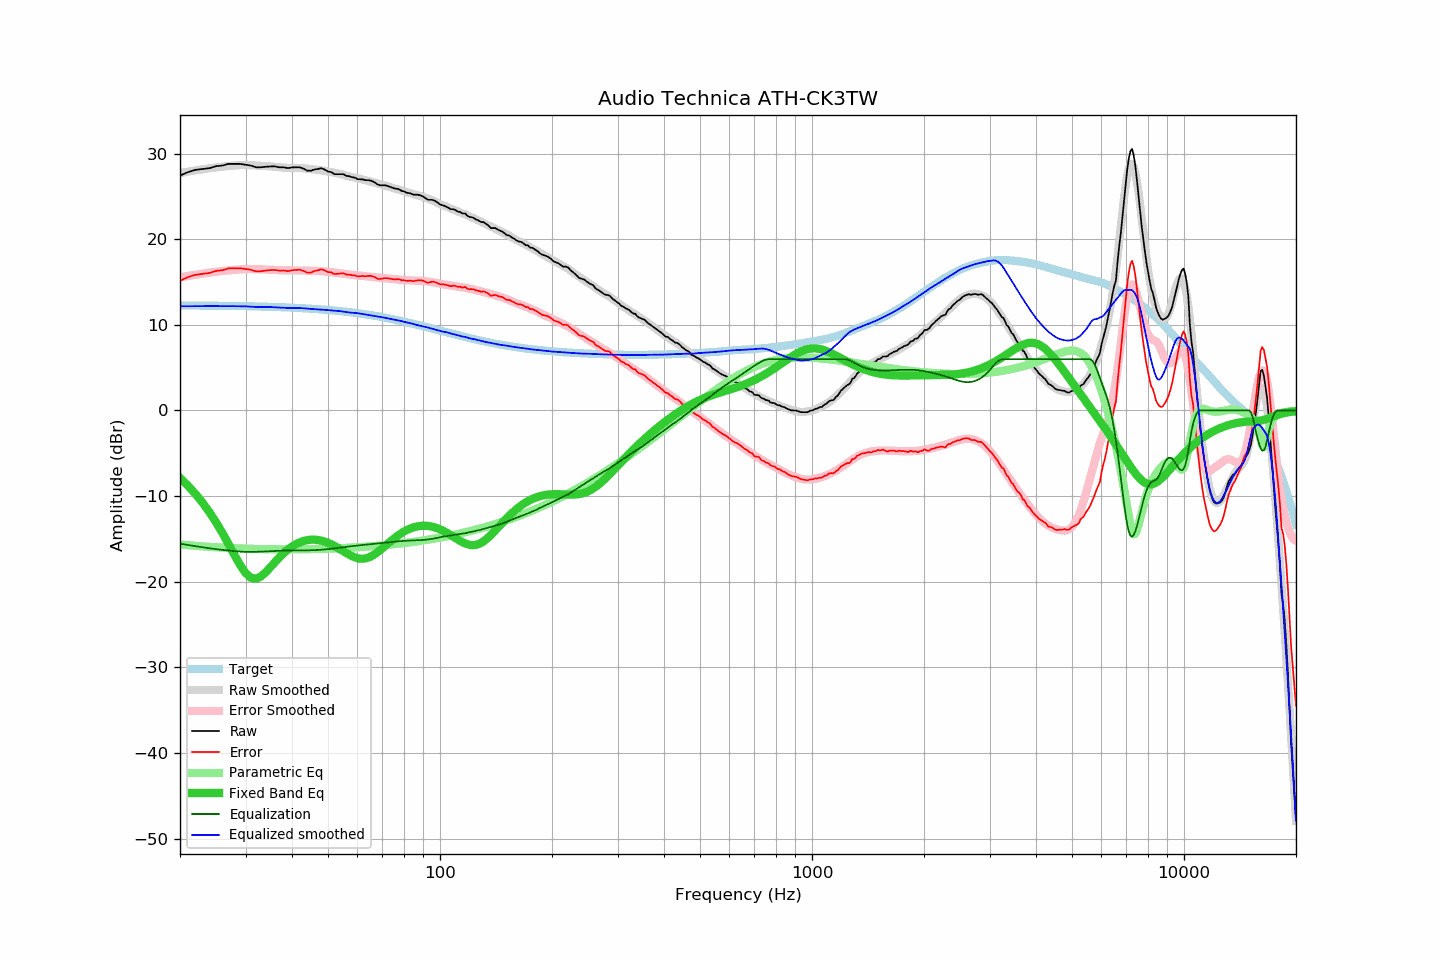 Audio Technica ATH-CK3TW
30
20
10
0
−10
−20
−30
−40
−50
Amplitude (dBr)
Target
Raw Smoothed
Error Smoothed
Raw
Error
Parametric Eq
Fixed Band Eq
Equalization
Equalized smoothed
100 1000 10000
Frequency (Hz)